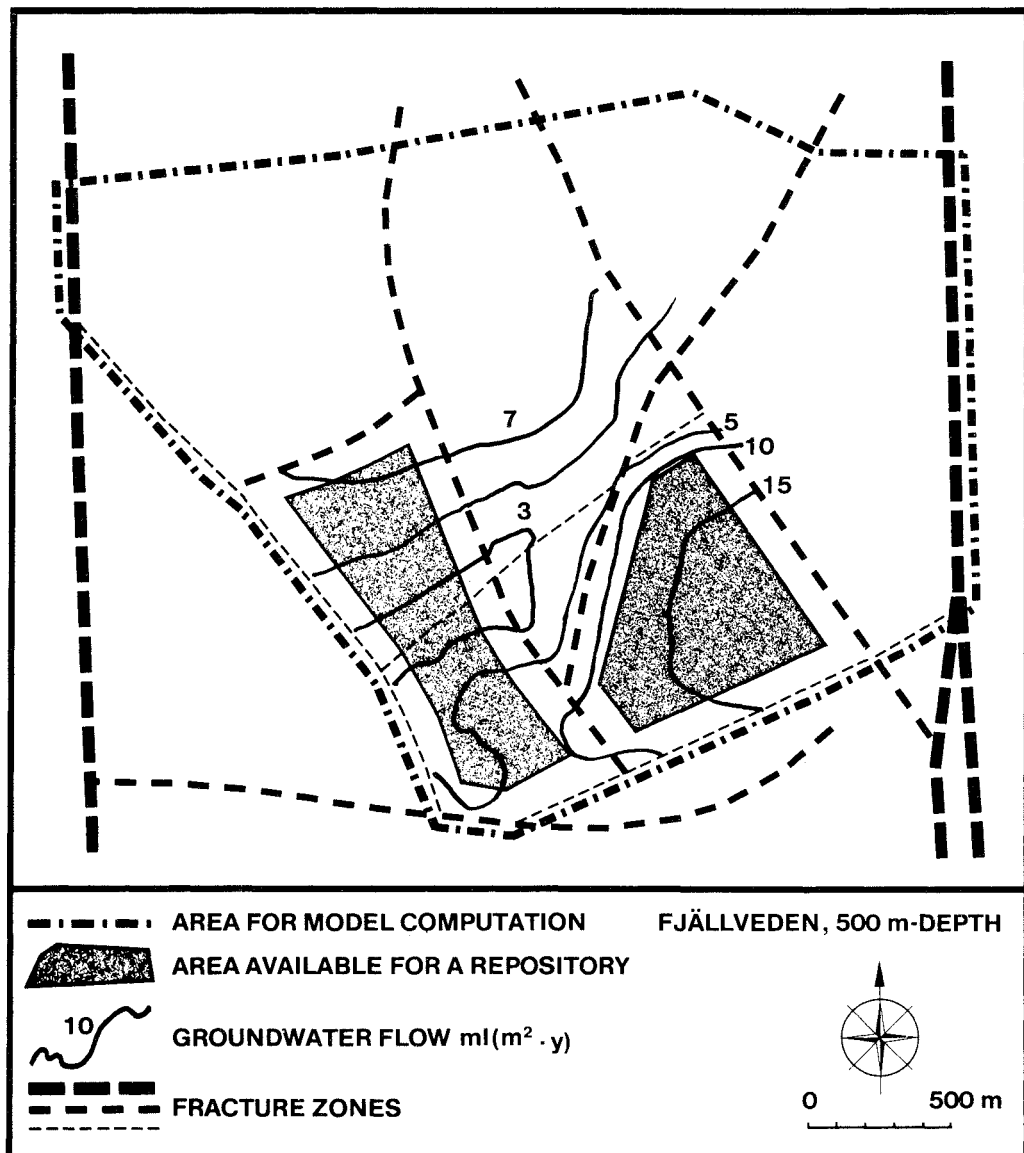 7
5
10
15
3
AREA FOR MODEL COMPUTATION
FJÄLLVEDEN, 500 m-DEPTH
AREA AVAILABLE FOR A REPOSITORY
10
GROUNDWATER FLOW ml(m² · y)
FRACTURE ZONES
0 500 m